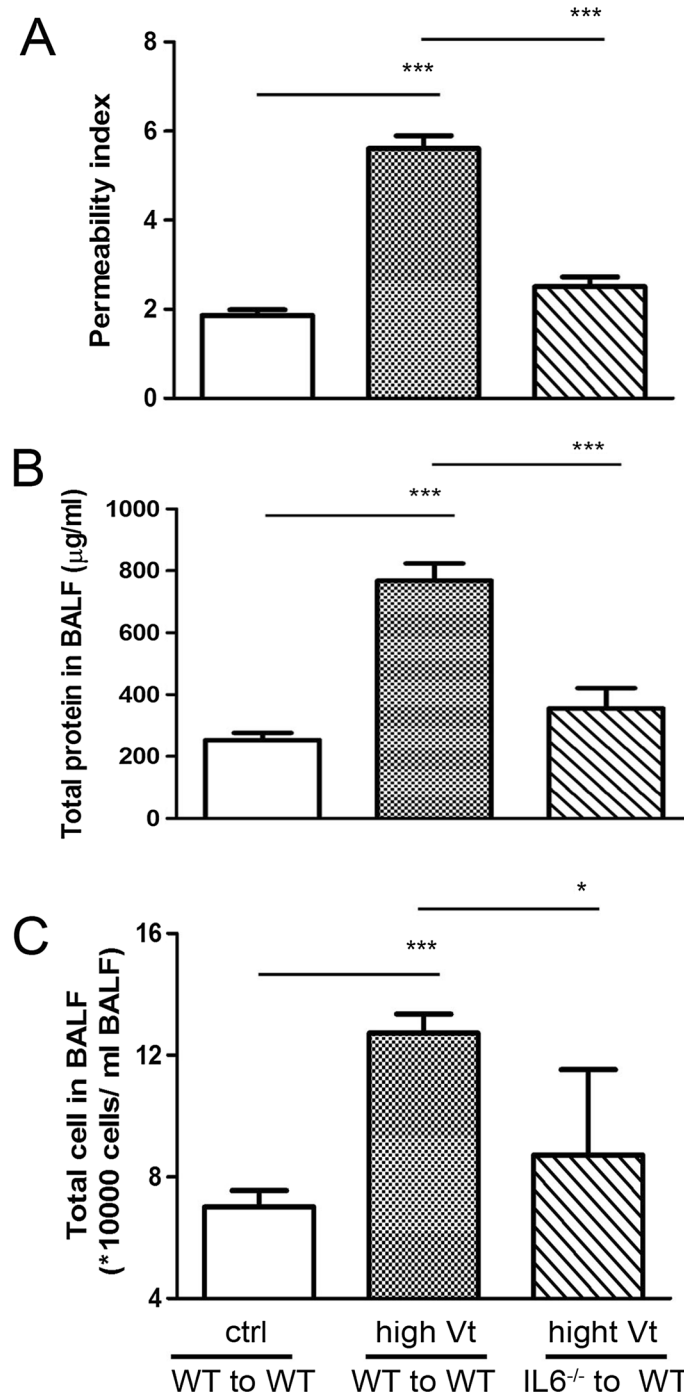 A
***
***
8
6
4
2
0
Permeability index
B
***
***
1000
800
600
400
200
0
Total protein in BALF (μg/ml)
C
*
***
16
12
8
4
Total cell in BALF
(*10000 cells/ ml BALF)
ctrl high Vt hight Vt
WT to WT WT to WT IL6-/- to WT